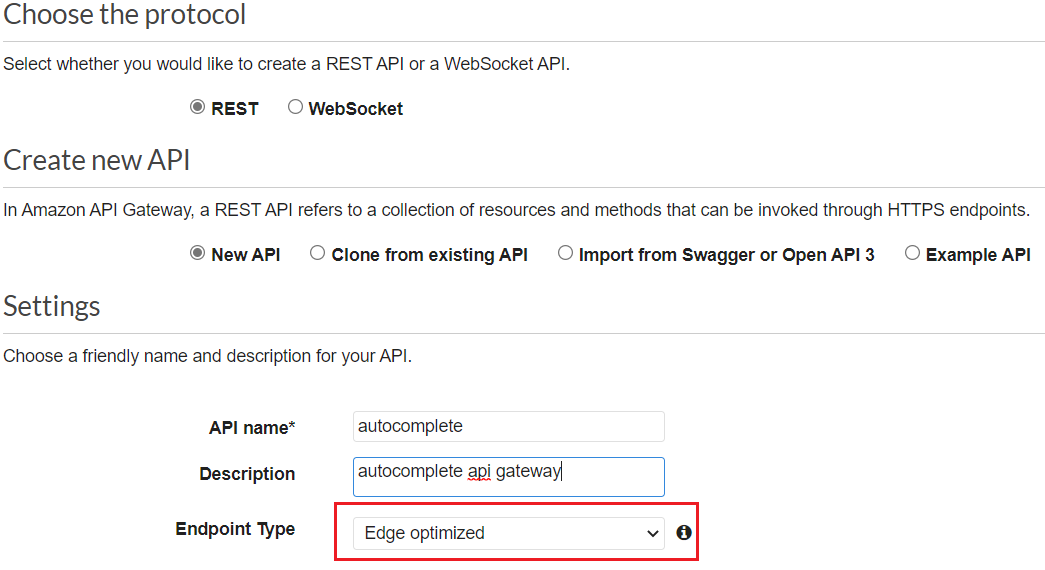 Choose the protocol
Select whether you would like to create a REST API or a WebSocket API.
REST WebSocket
Create new API
In Amazon API Gateway, a REST API refers to a collection of resources and methods that can be invoked through HTTPS endpoints.
New API Clone from existing API Import from Swagger or Open API 3 Example API
Settings
Choose a friendly name and description for your API.
API name* autocomplete
Description autocomplete api gateway
Endpoint Type Edge optimized